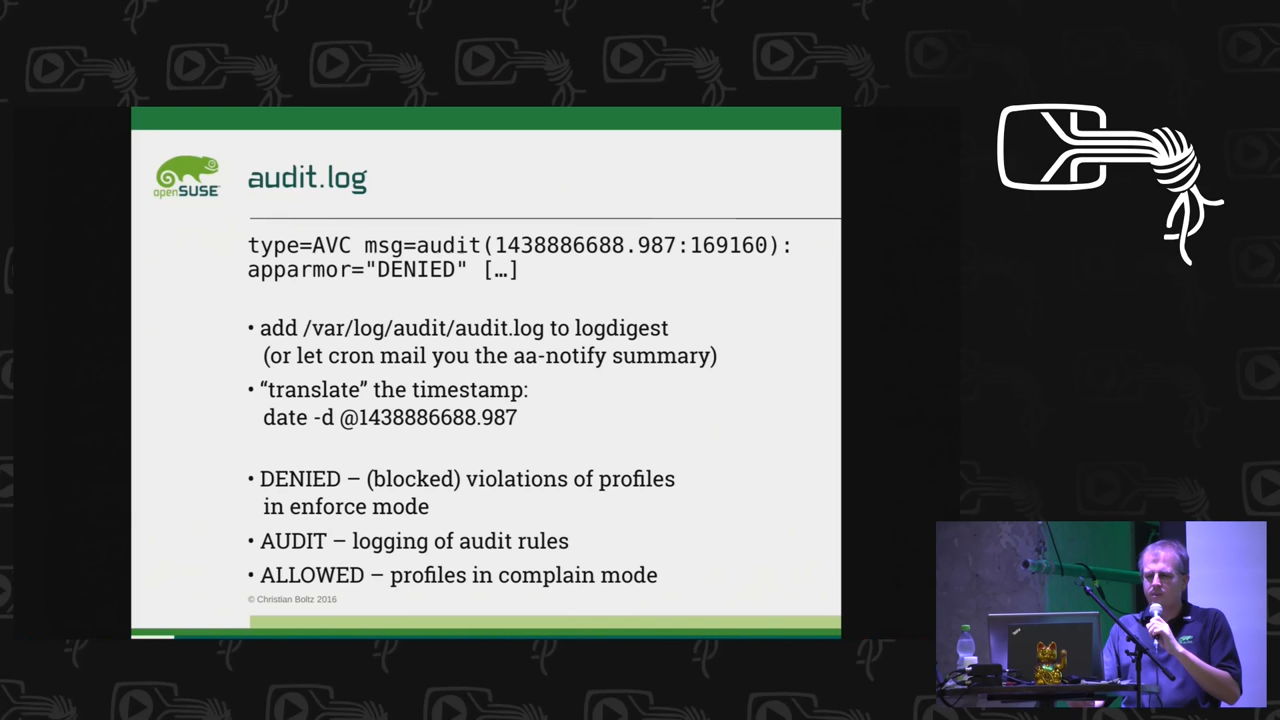 openSUSE
audit.log
type=AVC msg=audit(1438886688.987:169160):
apparmor="DENIED" […]
• add /var/log/audit/audit.log to logdigest
(or let cron mail you the aa-notify summary)
• “translate” the timestamp:
date -d @1438886688.987
• DENIED – (blocked) violations of profiles
in enforce mode
• AUDIT – logging of audit rules
• ALLOWED – profiles in complain mode
© Christian Boltz 2016